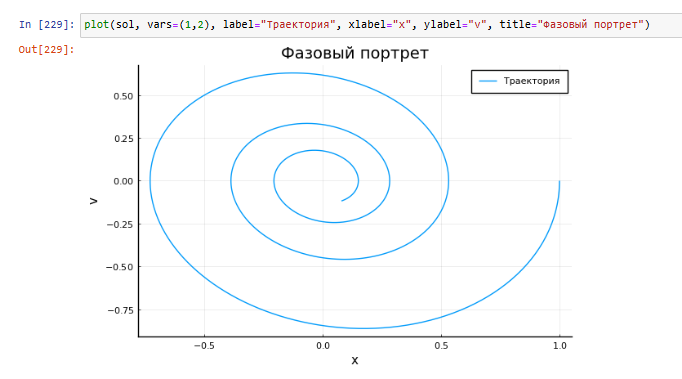 In [229]: plot(sol, vars=(1,2), label="Траектория", xlabel="x", ylabel="v", title="Фазовый портрет")
Out[229]:
Фазовый портрет
Траектория
0.50
0.25
0.00
−0.25
−0.50
−0.75
v
−0.5 0.0 0.5 1.0
x